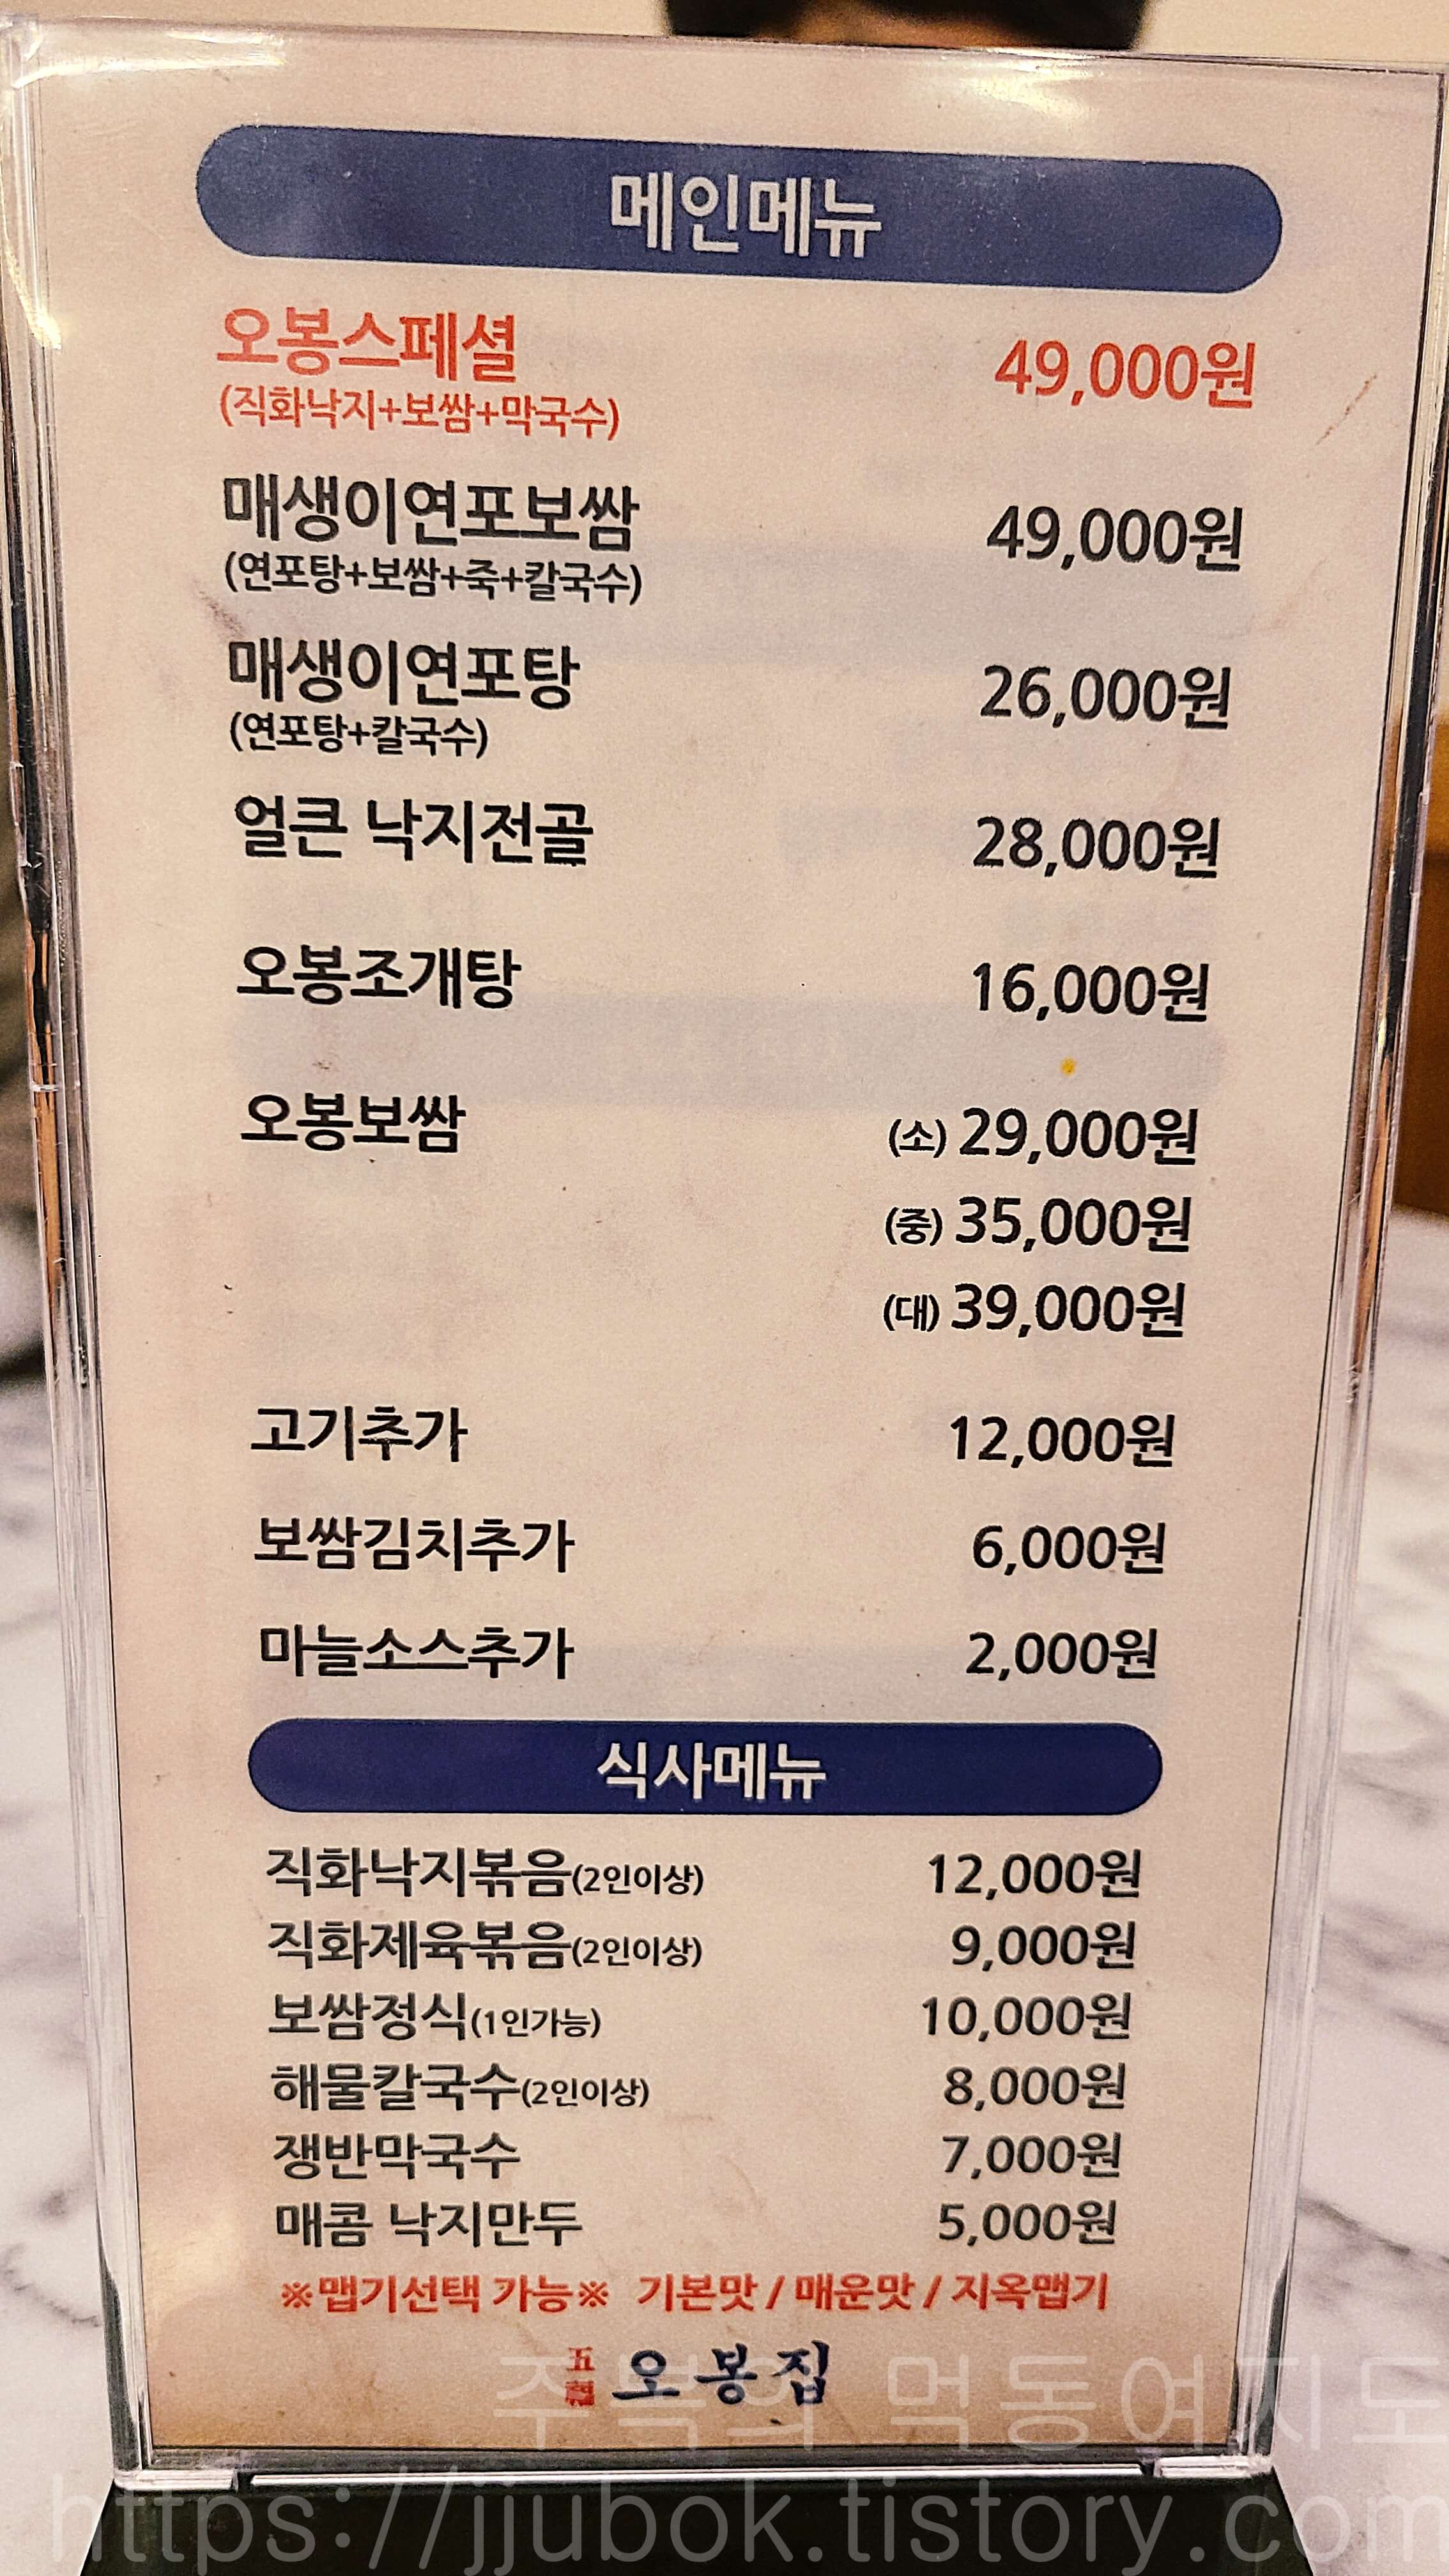 메인메뉴
오봉스페셜 49,000원
(직화낙지+보쌈+막국수)
매생이연포보쌈 49,000원
(연포탕+보쌈+죽+칼국수)
매생이연포탕 26,000원
(연포탕+칼국수)
얼큰 낙지전골 28,000원
오봉조개탕 16,000원
오봉보쌈 (소) 29,000원
(중) 35,000원
(대) 39,000원
고기추가 12,000원
보쌈김치추가 6,000원
마늘소스추가 2,000원
식사메뉴
직화낙지볶음(2인이상) 12,000원
직화제육볶음(2인이상) 9,000원
보쌈정식(1인가능) 10,000원
해물칼국수(2인이상) 8,000원
쟁반막국수 7,000원
매콤 낙지만두 5,000원
※맵기선택 가능※ 기본맛 / 매운맛 / 지옥맵기
五 오봉집
주복의 먹동여지도
https://jjubok.tistory.com